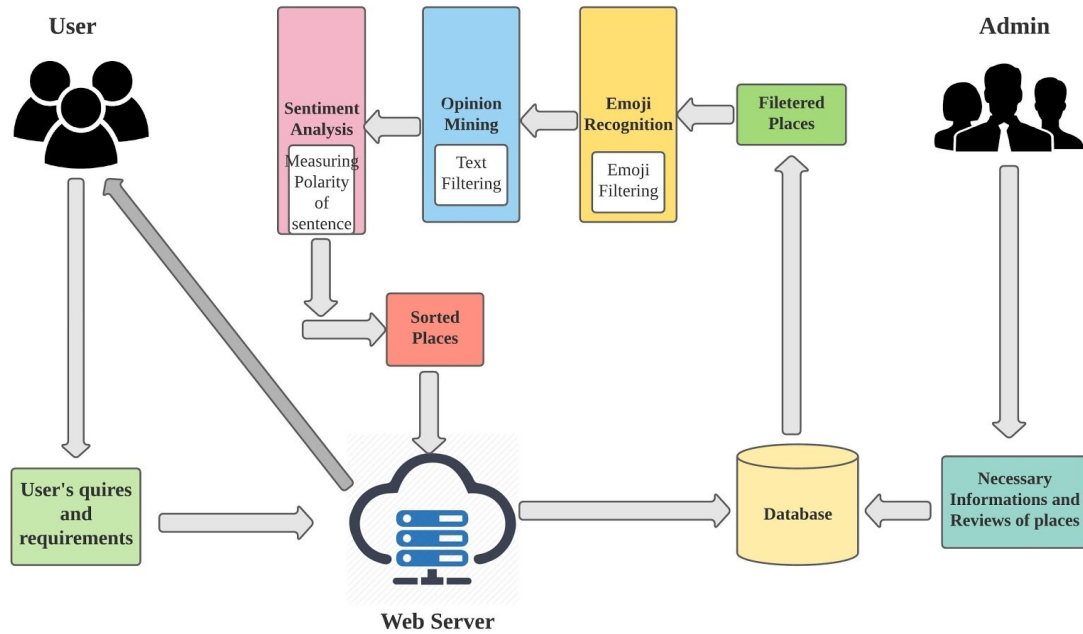 User
Admin
Sentiment
Analysis
Measuring
Polarity
of
sentence
Opinion
Mining
Text
Filtering
Emoji
Recognition
Emoji
Filtering
Filetered
Places
Sorted
Places
User's quires
and
requirements
Web Server
Database
Necessary
Informations and
Reviews of places